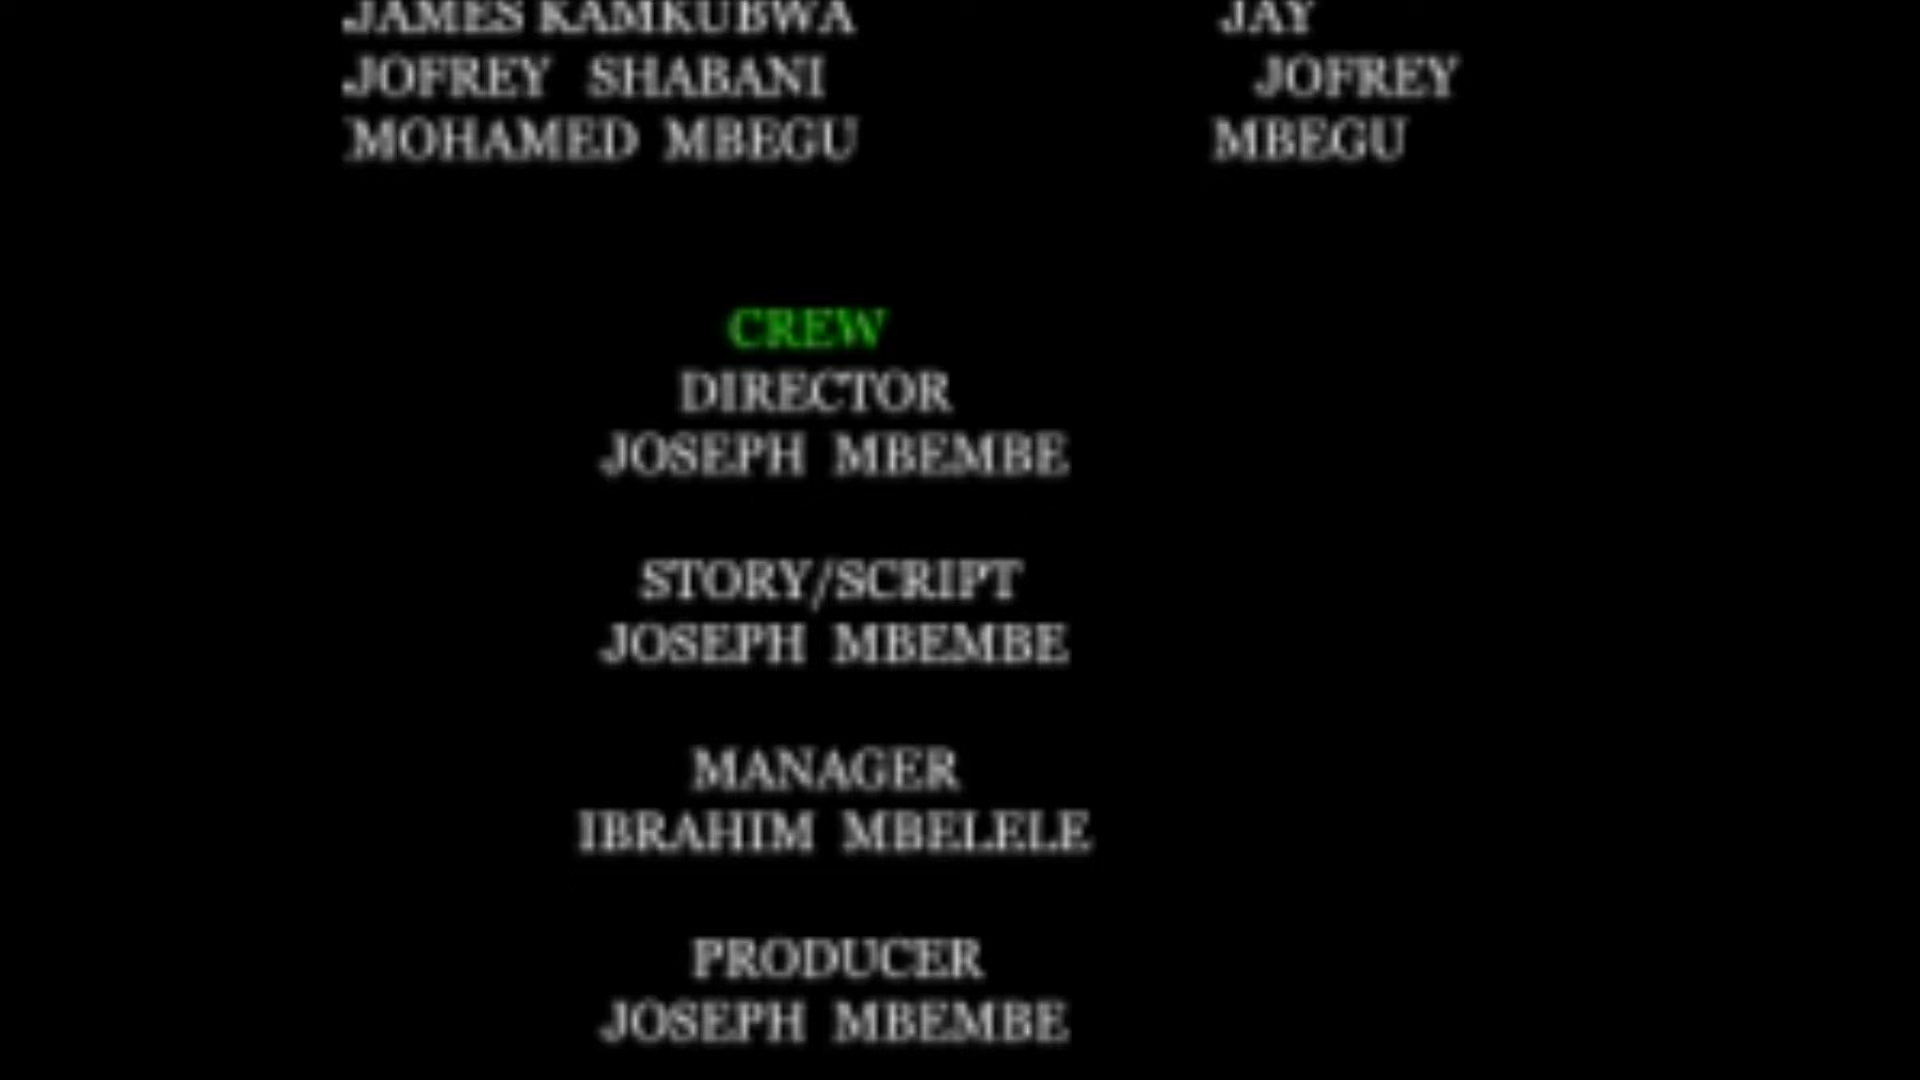 JAMES KAMKUBWA JAY
JOFREY SHABANI JOFREY
MOHAMED MBEGU MBEGU
CREW
DIRECTOR
JOSEPH MBEMBE
STORY/SCRIPT
JOSEPH MBEMBE
MANAGER
IBRAHIM MBELELE
PRODUCER
JOSEPH MBEMBE